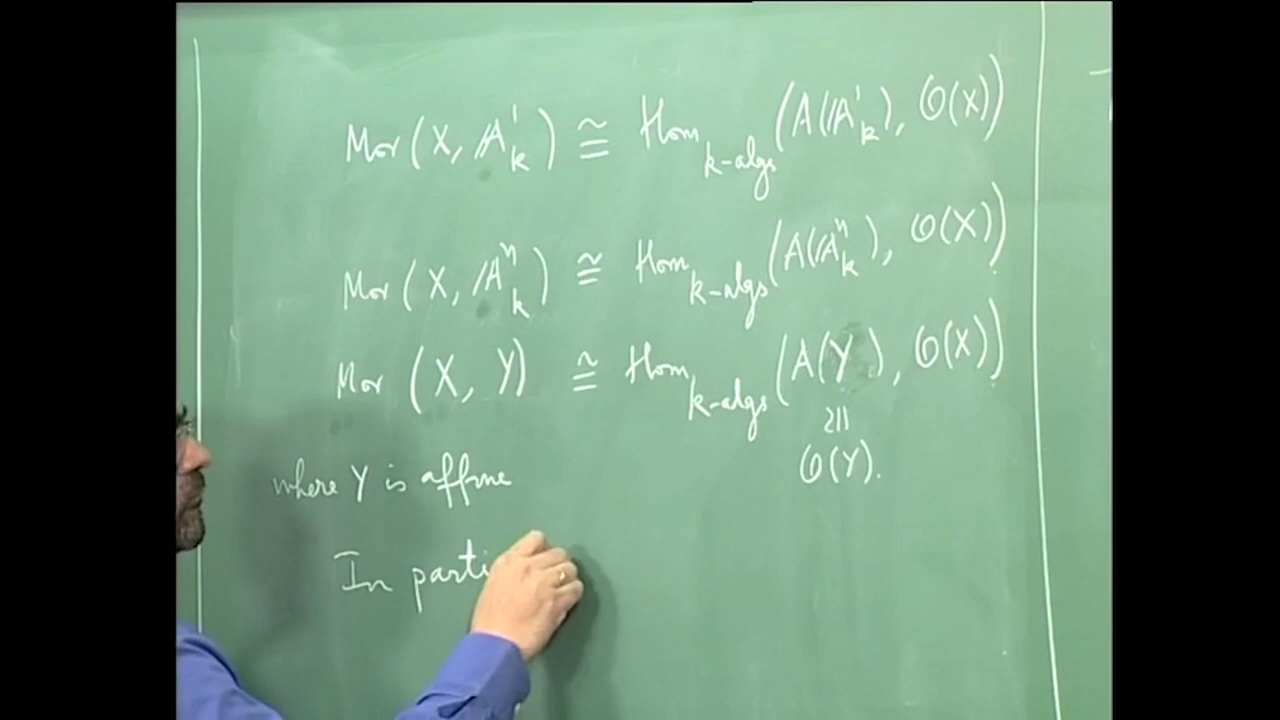 Mor (X, 𝔸¹ₖ) ≅ Hom_{k-algs} (A(𝔸¹ₖ), O(X))
Mor (X, 𝔸ⁿₖ) ≅ Hom_{k-algs} (A(𝔸ⁿₖ), O(X))
Mor (X, Y) ≅ Hom_{k-algs} (A(Y), O(X))
≅
O(Y).
where Y is affine
In parti